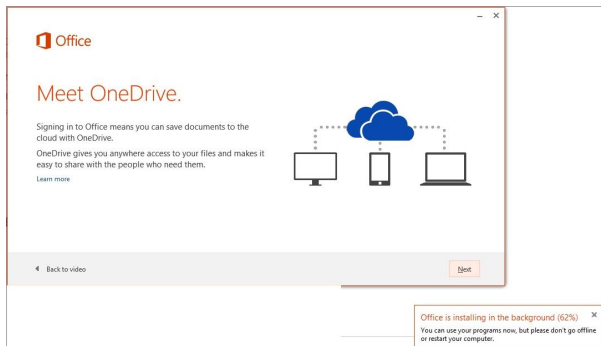 Office
Meet OneDrive.
Signing in to Office means you can save documents to the
cloud with OneDrive.
OneDrive gives you anywhere access to your files and makes it
easy to share with the people who need them.
Learn more
Back to video
Next
Office is installing in the background (62%)
You can use your programs now, but please don't go offline
or restart your computer.